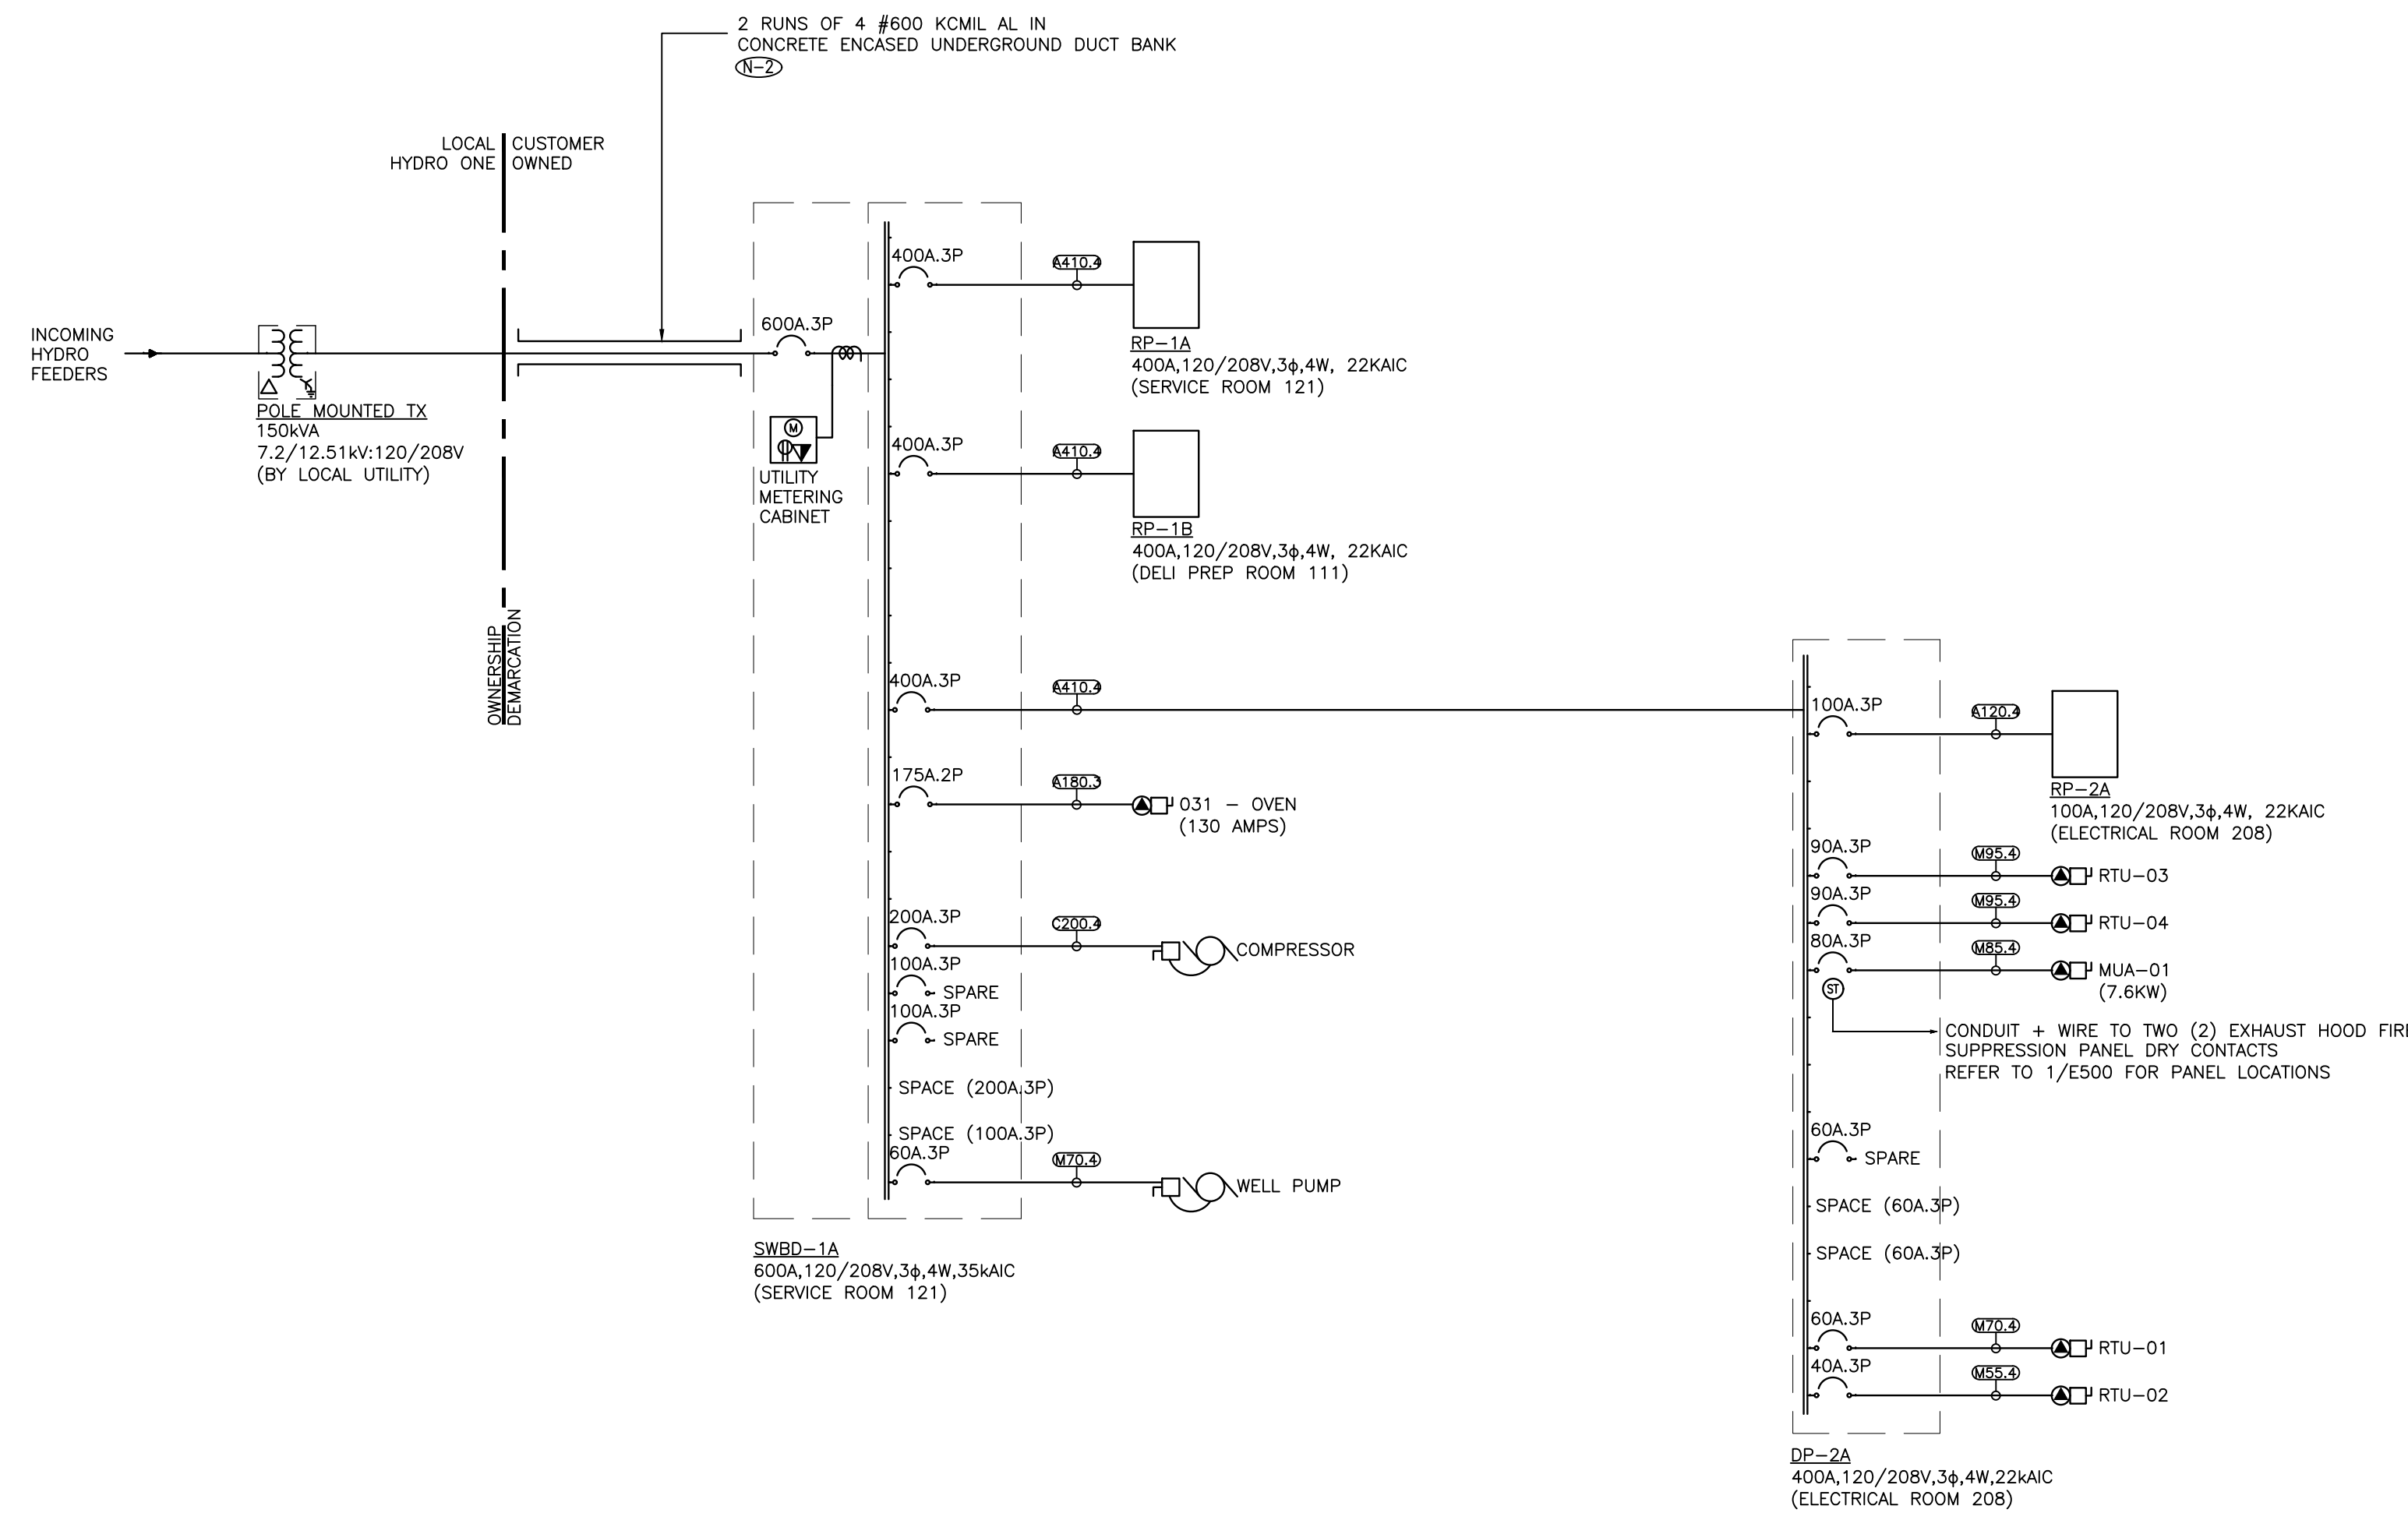 2 RUNS OF 4 #600 KCMIL AL IN
CONCRETE ENCASED UNDERGROUND DUCT BANK
N-2
LOCAL
HYDRO ONE
CUSTOMER
OWNED
INCOMING
HYDRO
FEEDERS
POLE MOUNTED TX
150kVA
7.2/12.51kV:120/208V
(BY LOCAL UTILITY)
OWNERSHIP
DEMARCATION
600A.3P
M
UTILITY
METERING
CABINET
400A.3P
A410.4
RP-1A
400A,120/208V,3ϕ,4W, 22KAIC
(SERVICE ROOM 121)
400A.3P
A410.4
RP-1B
400A,120/208V,3ϕ,4W, 22KAIC
(DELI PREP ROOM 111)
400A.3P
A410.4
175A.2P
A180.3
031 - OVEN
(130 AMPS)
200A.3P
C200.4
COMPRESSOR
100A.3P
SPARE
100A.3P
SPARE
SPACE (200A.3P)
SPACE (100A.3P)
60A.3P
M70.4
WELL PUMP
SWBD-1A
600A,120/208V,3ϕ,4W,35kAIC
(SERVICE ROOM 121)
100A.3P
A120.4
RP-2A
100A,120/208V,3ϕ,4W, 22KAIC
(ELECTRICAL ROOM 208)
90A.3P
M95.4
RTU-03
90A.3P
M95.4
RTU-04
80A.3P
M85.4
MUA-01
(7.6KW)
ST
CONDUIT + WIRE TO TWO (2) EXHAUST HOOD FIR
SUPPRESSION PANEL DRY CONTACTS
REFER TO 1/E500 FOR PANEL LOCATIONS
60A.3P
SPARE
SPACE (60A.3P)
SPACE (60A.3P)
60A.3P
M70.4
RTU-01
40A.3P
M55.4
RTU-02
DP-2A
400A,120/208V,3ϕ,4W,22kAIC
(ELECTRICAL ROOM 208)